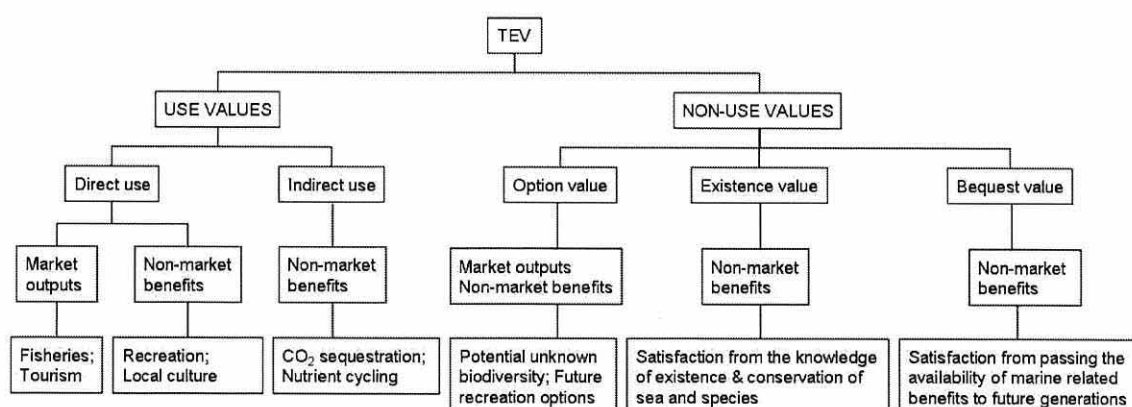 TEV
USE VALUES
NON-USE VALUES
Direct use
Indirect use
Option value
Existence value
Bequest value
Market
outputs
Non-market
benefits
Non-market
benefits
Market outputs
Non-market benefits
Non-market
benefits
Non-market
benefits
Fisheries;
Tourism
Recreation;
Local culture
CO₂ sequestration;
Nutrient cycling
Potential unknown
biodiversity; Future
recreation options
Satisfaction from the knowledge
of existence & conservation of
sea and species
Satisfaction from passing the
availability of marine related
benefits to future generations